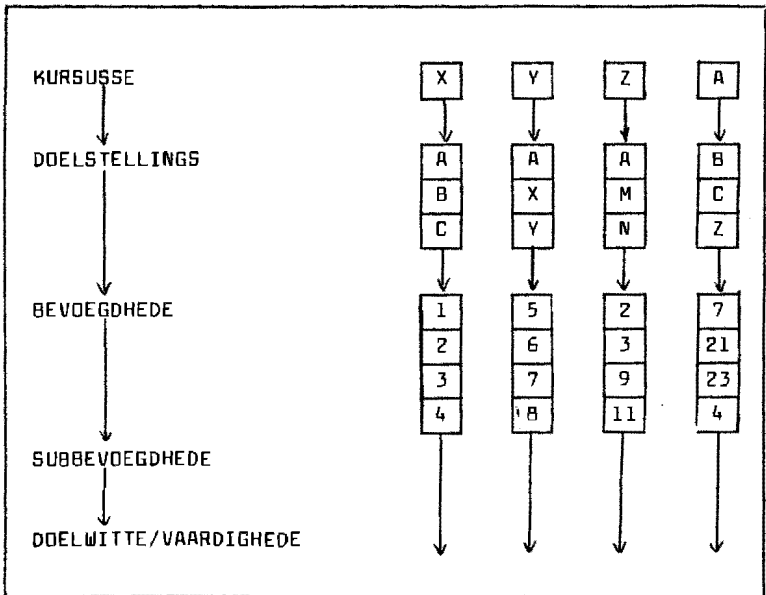 KURSUSSE X Y Z A
DOELSTELLINGS A A A B
B X M C
C Y N Z
BEVOEGDHEDE 1 5 2 7
2 6 3 21
3 7 9 23
4 8 11 4
SUBBEVOEGDHEDE
DOELWITTE/VAARDIGHEDE